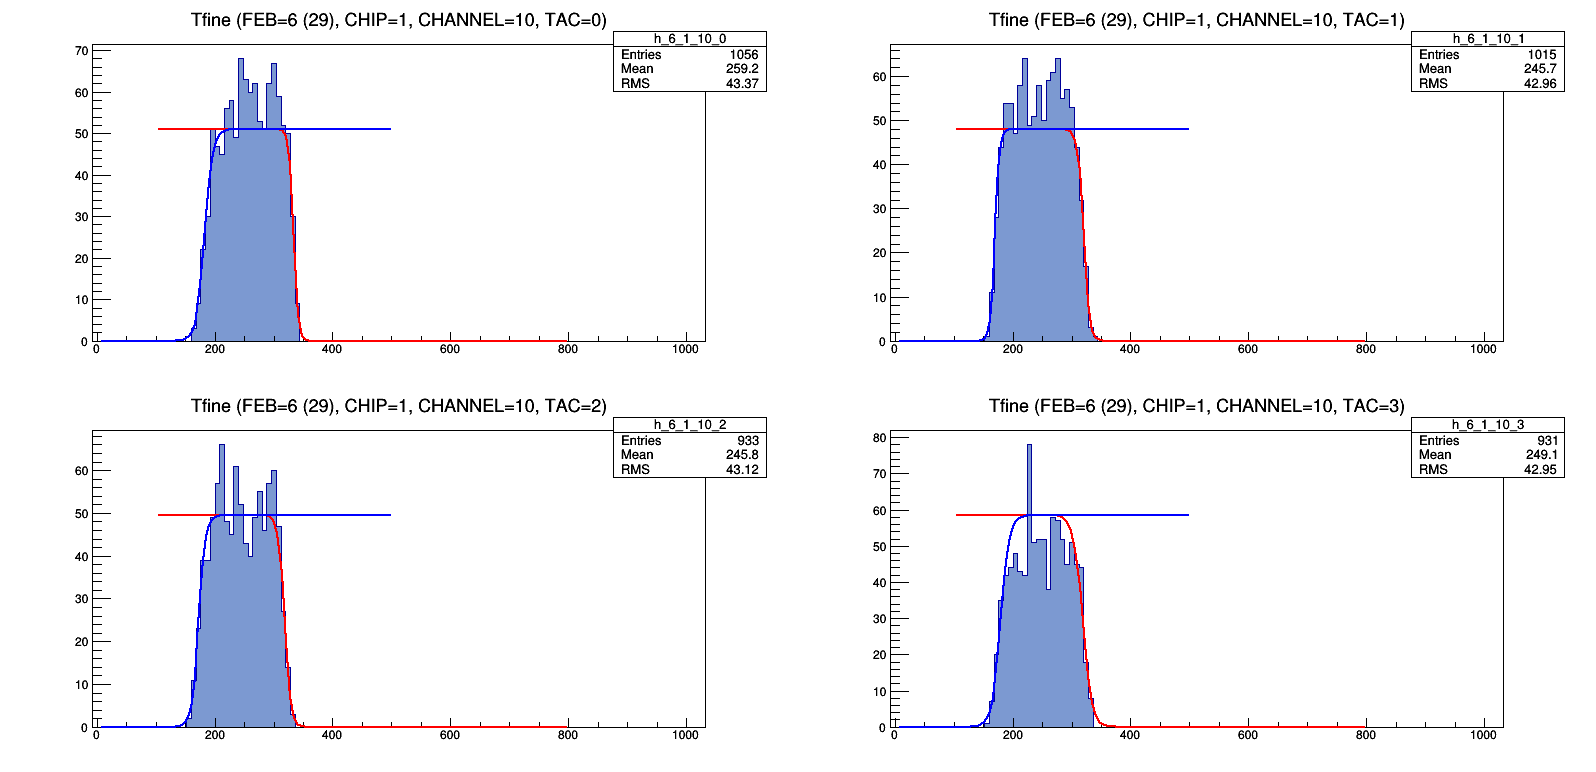 Tfine (FEB=6 (29), CHIP=1, CHANNEL=10, TAC=0)
h_6_1_10_0
Entries 1056
Mean 259.2
RMS 43.37
70
60
50
40
30
20
10
0
0 200 400 600 800 1000
Tfine (FEB=6 (29), CHIP=1, CHANNEL=10, TAC=1)
h_6_1_10_1
Entries 1015
Mean 245.7
RMS 42.96
60
50
40
30
20
10
0
0 200 400 600 800 1000
Tfine (FEB=6 (29), CHIP=1, CHANNEL=10, TAC=2)
h_6_1_10_2
Entries 933
Mean 245.8
RMS 43.12
60
50
40
30
20
10
0
0 200 400 600 800 1000
Tfine (FEB=6 (29), CHIP=1, CHANNEL=10, TAC=3)
h_6_1_10_3
Entries 931
Mean 249.1
RMS 42.95
80
70
60
50
40
30
20
10
0
0 200 400 600 800 1000